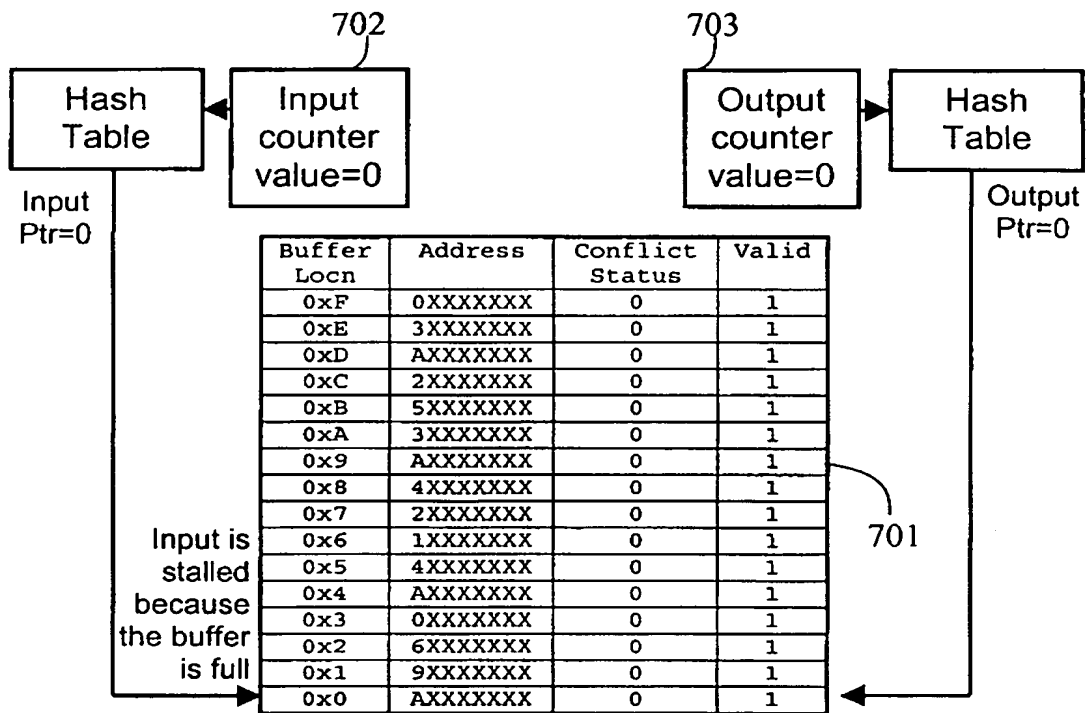 702
703
Hash
Table
Input
counter
value=0
Output
counter
value=0
Hash
Table
Input
Ptr=0
Output
Ptr=0
Buffer Locn Address Conflict Status Valid
0xF 0XXXXXXX 0 1
0xE 3XXXXXXX 0 1
0xD AXXXXXXX 0 1
0xC 2XXXXXXX 0 1
0xB 5XXXXXXX 0 1
0xA 3XXXXXXX 0 1
0x9 AXXXXXXX 0 1
0x8 4XXXXXXX 0 1
0x7 2XXXXXXX 0 1
0x6 1XXXXXXX 0 1
0x5 4XXXXXXX 0 1
0x4 AXXXXXXX 0 1
0x3 0XXXXXXX 0 1
0x2 6XXXXXXX 0 1
0x1 9XXXXXXX 0 1
0x0 AXXXXXXX 0 1
701
Input is
stalled
because
the buffer
is full